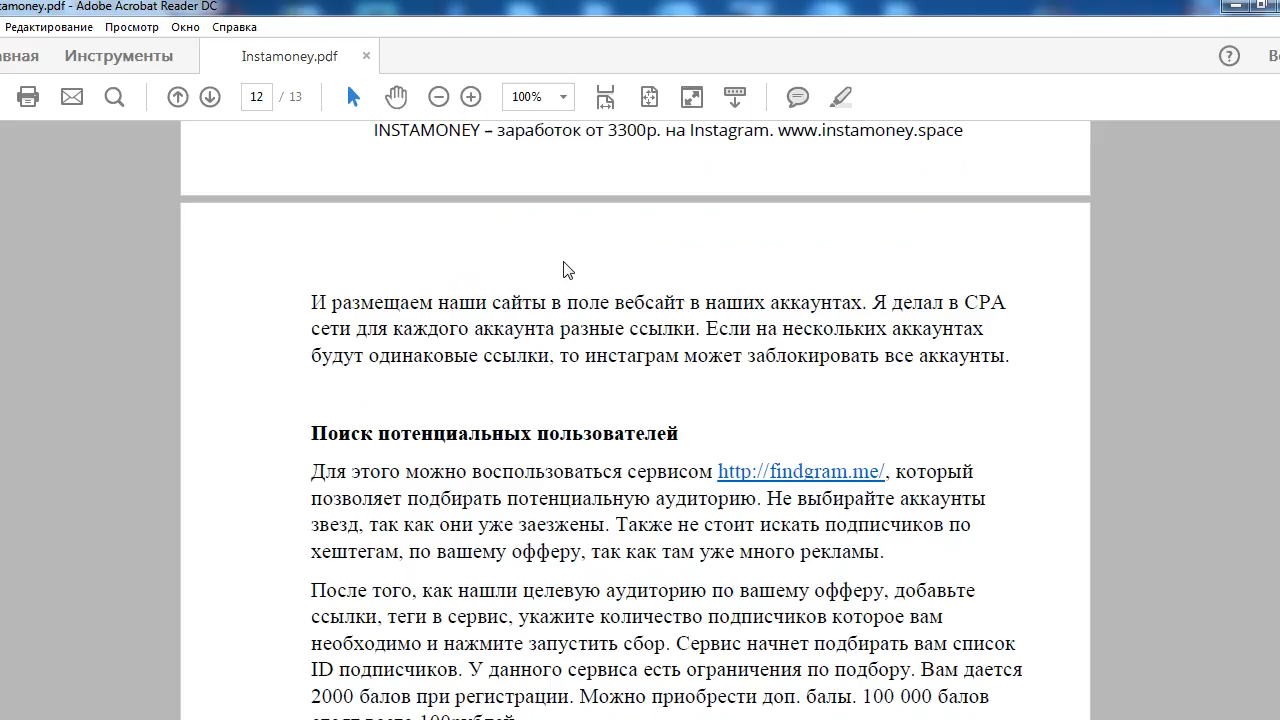 stamoney.pdf - Adobe Acrobat Reader DC
Редактирование Просмотр Окно Справка
авная Инструменты Instamoney.pdf ×
12 / 13 100%
INSTAMONEY – заработок от 3300р. на Instagram. www.instamoney.space
И размещаем наши сайты в поле вебсайт в наших аккаунтах. Я делал в CPA
сети для каждого аккаунта разные ссылки. Если на нескольких аккаунтах
будут одинаковые ссылки, то инстаграм может заблокировать все аккаунты.
Поиск потенциальных пользователей
Для этого можно воспользоваться сервисом http://findgram.me/, который
позволяет подбирать потенциальную аудиторию. Не выбирайте аккаунты
звезд, так как они уже заезжены. Также не стоит искать подписчиков по
хештегам, по вашему офферу, так как там уже много рекламы.
После того, как нашли целевую аудиторию по вашему офферу, добавьте
ссылки, теги в сервис, укажите количество подписчиков которое вам
необходимо и нажмите запустить сбор. Сервис начнет подбирать вам список
ID подписчиков. У данного сервиса есть ограничения по подбору. Вам дается
2000 балов при регистрации. Можно приобрести доп. балы. 100 000 балов